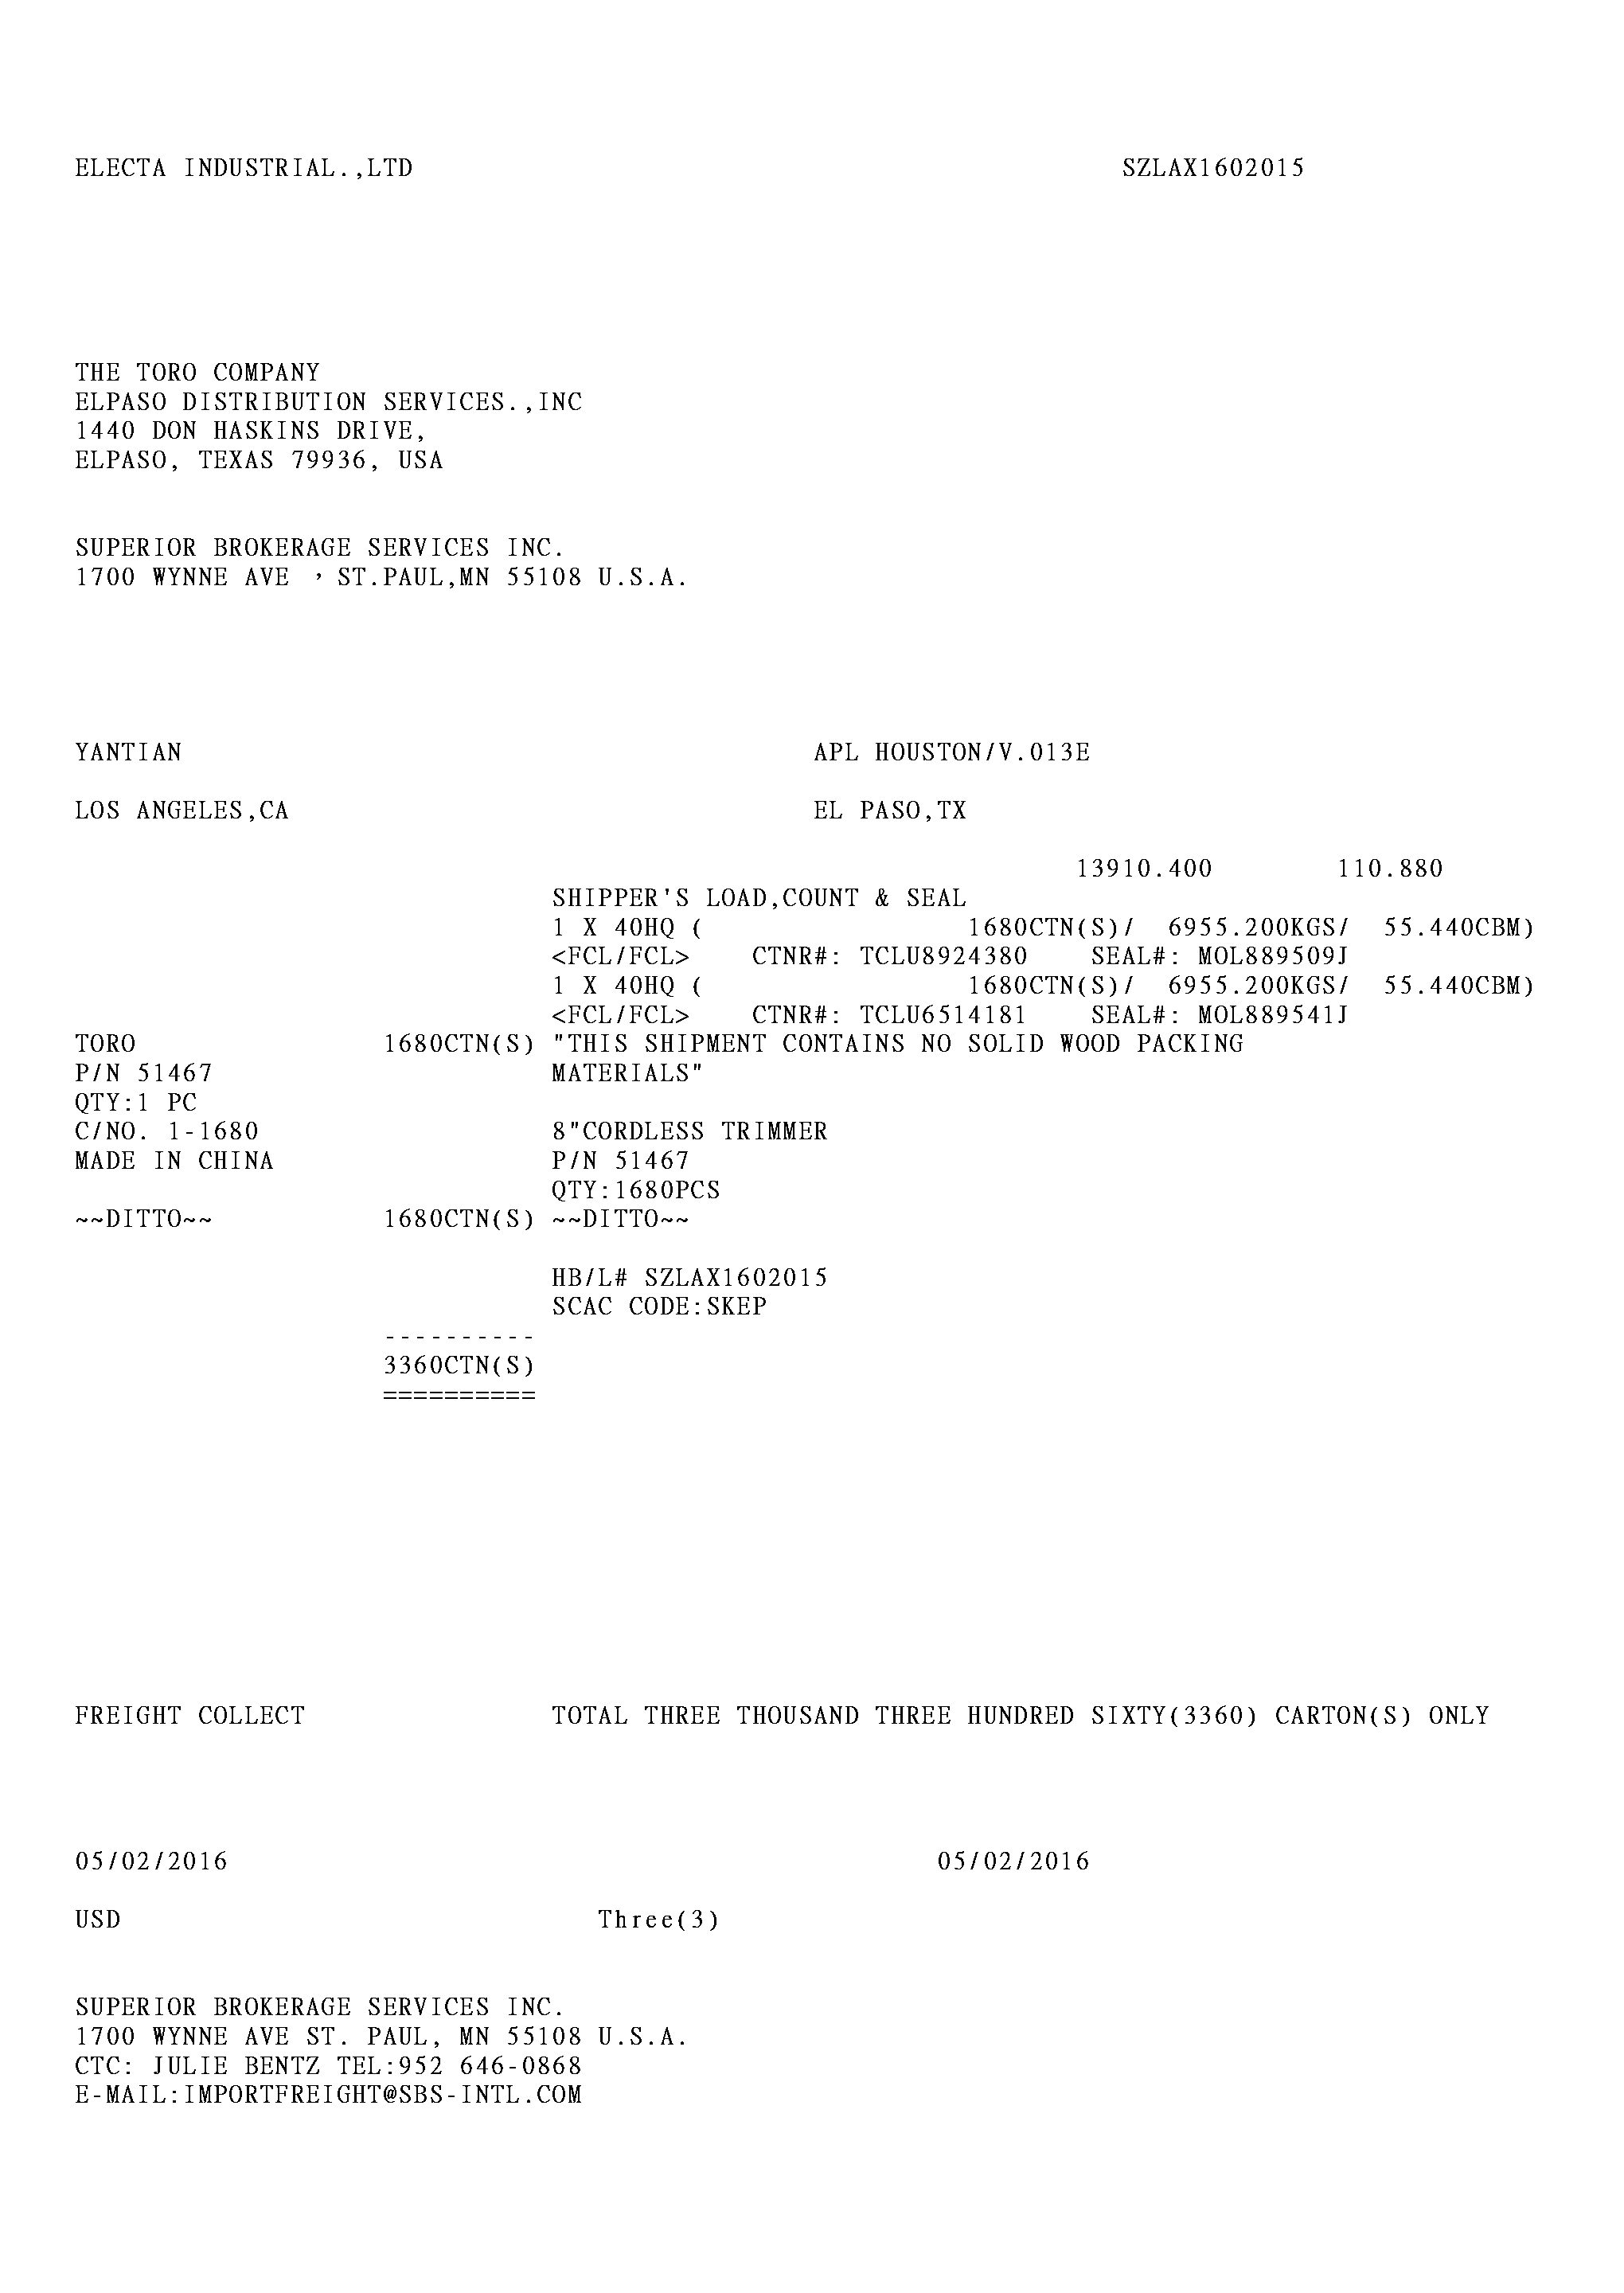 ELECTA INDUSTRIAL.,LTD SZLAX1602015
THE TORO COMPANY
ELPASO DISTRIBUTION SERVICES.,INC
1440 DON HASKINS DRIVE,
ELPASO, TEXAS 79936, USA
SUPERIOR BROKERAGE SERVICES INC.
1700 WYNNE AVE , ST.PAUL,MN 55108 U.S.A.
YANTIAN APL HOUSTON/V.013E
LOS ANGELES,CA EL PASO,TX
13910.400 110.880
SHIPPER'S LOAD,COUNT & SEAL
1 X 40HQ ( 1680CTN(S)/ 6955.200KGS/ 55.440CBM)
<FCL/FCL> CTNR#: TCLU8924380 SEAL#: MOL889509J
1 X 40HQ ( 1680CTN(S)/ 6955.200KGS/ 55.440CBM)
<FCL/FCL> CTNR#: TCLU6514181 SEAL#: MOL889541J
TORO 1680CTN(S) "THIS SHIPMENT CONTAINS NO SOLID WOOD PACKING
P/N 51467 MATERIALS"
QTY:1 PC
C/NO. 1-1680 8"CORDLESS TRIMMER
MADE IN CHINA P/N 51467
QTY:1680PCS
~~DITTO~~ 1680CTN(S) ~~DITTO~~
HB/L# SZLAX1602015
SCAC CODE:SKEP
----------
3360CTN(S)
==========
FREIGHT COLLECT TOTAL THREE THOUSAND THREE HUNDRED SIXTY(3360) CARTON(S) ONLY
05/02/2016 05/02/2016
USD Three(3)
SUPERIOR BROKERAGE SERVICES INC.
1700 WYNNE AVE ST. PAUL, MN 55108 U.S.A.
CTC: JULIE BENTZ TEL:952 646-0868
E-MAIL:IMPORTFREIGHT@SBS-INTL.COM